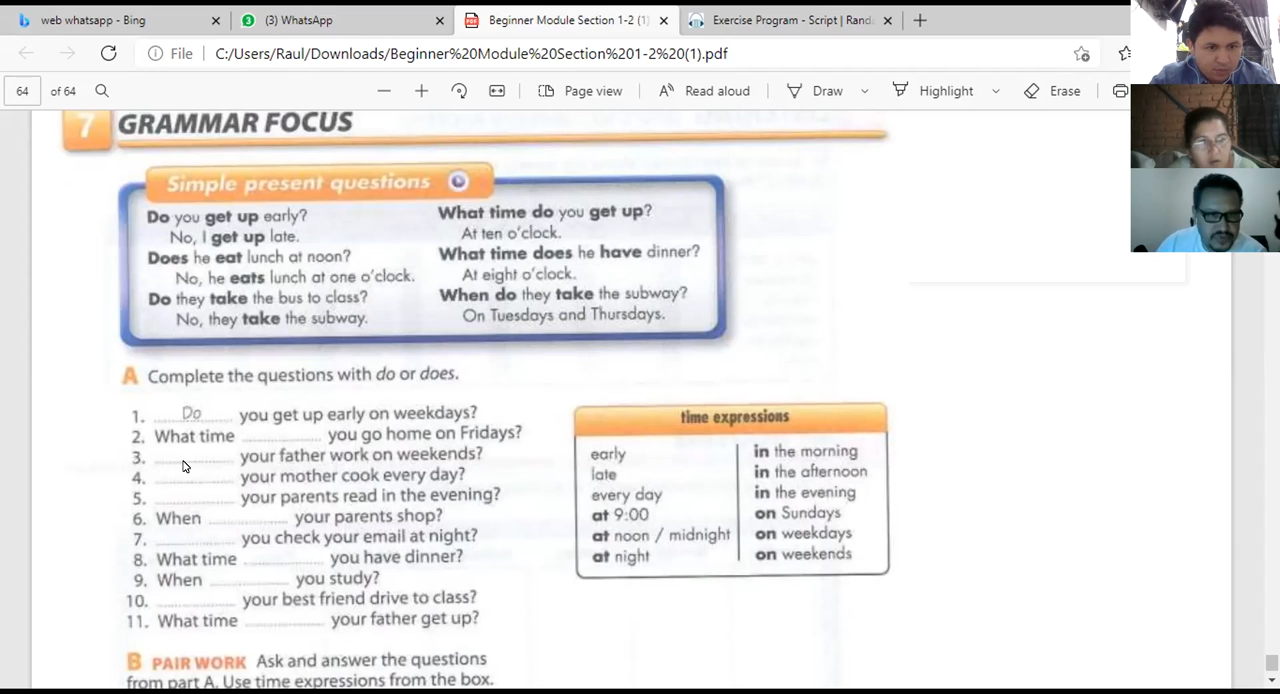 web whatsapp - Bing
3
(3) WhatsApp
PDF
Beginner Module Section 1-2 (1)
Exercise Program - Script | Rand
File
C:/Users/Raul/Downloads/Beginner%20Module%20Section%201-2%20(1).pdf
64
of 64
Page view
Read aloud
Draw
Highlight
Erase
7 GRAMMAR FOCUS
Simple present questions
Do you get up early?
No, I get up late.
Does he eat lunch at noon?
No, he eats lunch at one o'clock.
Do they take the bus to class?
No, they take the subway.
What time do you get up?
At ten o'clock.
What time does he have dinner?
At eight o'clock.
When do they take the subway?
On Tuesdays and Thursdays.
A Complete the questions with do or does.
1. Do you get up early on weekdays?
2. What time ............ you go home on Fridays?
3. ............ your father work on weekends?
4. ............ your mother cook every day?
5. ............ your parents read in the evening?
6. When ............ your parents shop?
7. ............ you check your email at night?
8. What time ............ you have dinner?
9. When ............ you study?
10. ............ your best friend drive to class?
11. What time ............ your father get up?
time expressions
early
late
every day
at 9:00
at noon / midnight
at night
in the morning
in the afternoon
in the evening
on Sundays
on weekdays
on weekends
B PAIR WORK Ask and answer the questions
from part A. Use time expressions from the box.